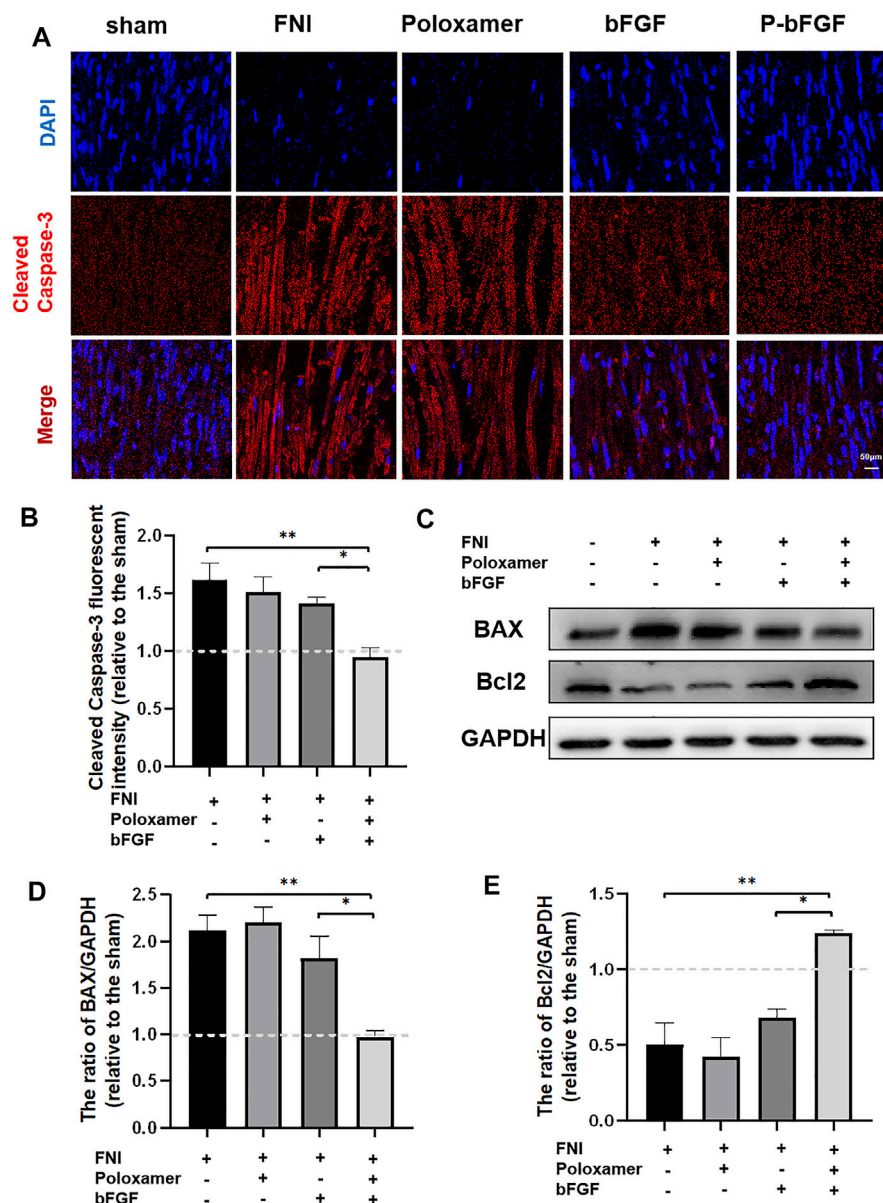 A
sham FNI Poloxamer bFGF P-bFGF
DAPI
Cleaved
Caspase-3
Merge
50μm
B
Cleaved Caspase-3 fluorescent
intensity (relative to the sham)
2.0
1.5
1.0
0.5
0.0
**
*
FNI + + + +
Poloxamer - + - +
bFGF - - + +
C
FNI - + + + +
Poloxamer - - + - +
bFGF - - - + +
BAX
Bcl2
GAPDH
D
The ratio of BAX/GAPDH
(relative to the sham)
2.5
2.0
1.5
1.0
0.5
0.0
**
*
FNI + + + +
Poloxamer - + - +
bFGF - - + +
E
The ratio of Bcl2/GAPDH
(relative to the sham)
1.5
1.0
0.5
0.0
**
*
FNI + + + +
Poloxamer - + - +
bFGF - - + +